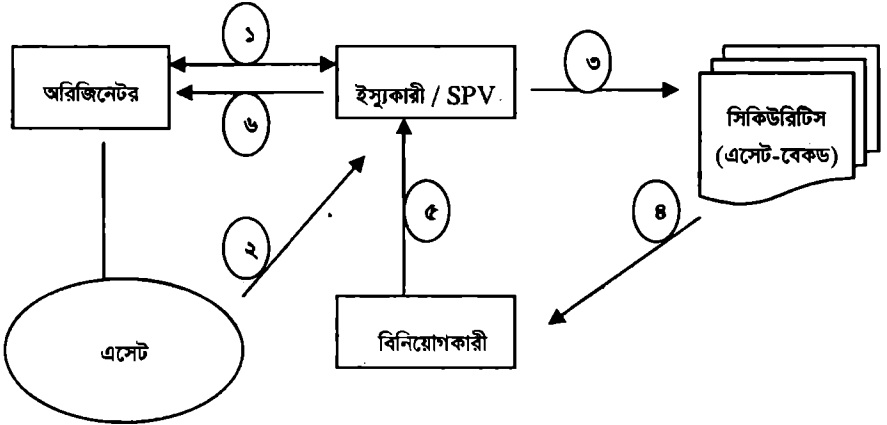 ১
অরিজিনেটর
ইস্যুকারী / SPV
৩
৬
সিকিউরিটিস
(এসেট-বেকড)
২
৫
৪
এসেট
বিনিয়োগকারী